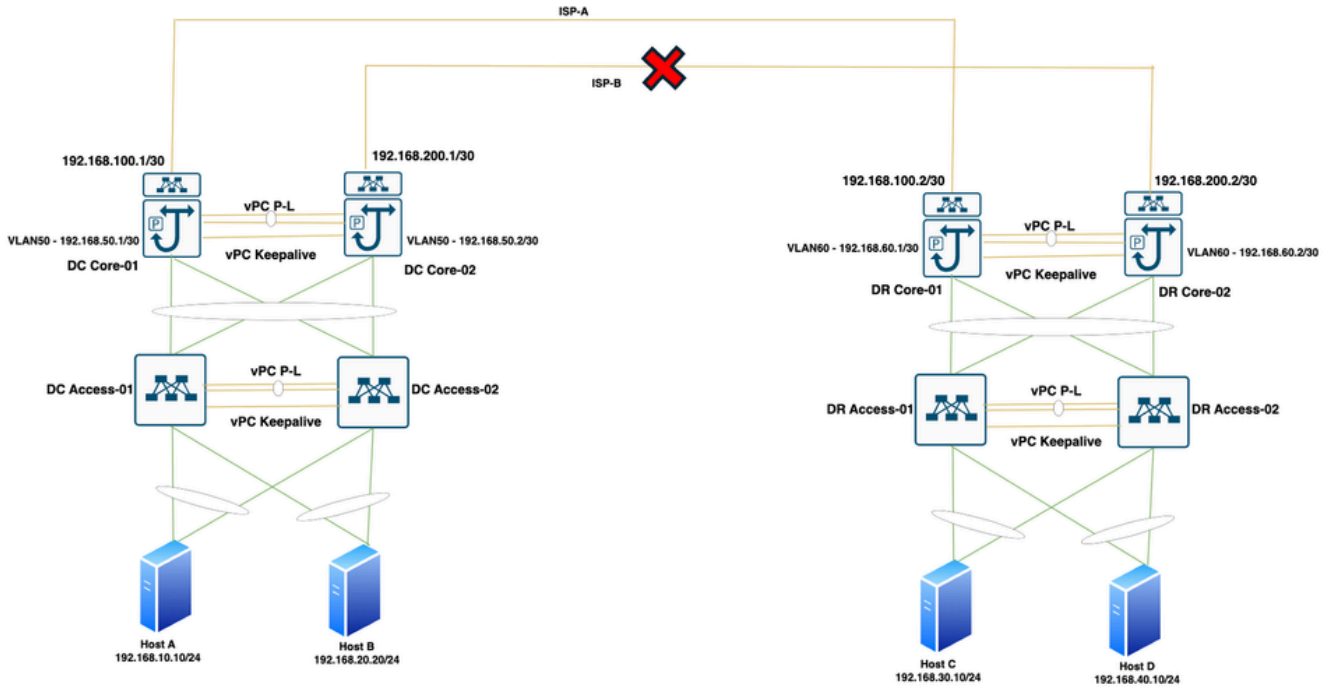 ISP-A
ISP-B
192.168.100.1/30
192.168.200.1/30
192.168.100.2/30
192.168.200.2/30
vPC P-L
P
P
VLAN50 - 192.168.50.1/30
VLAN50 - 192.168.50.2/30
vPC Keepalive
DC Core-01
DC Core-02
vPC P-L
P
P
VLAN60 - 192.168.60.1/30
VLAN60 - 192.168.60.2/30
vPC Keepalive
DR Core-01
DR Core-02
vPC P-L
DC Access-01
DC Access-02
vPC Keepalive
vPC P-L
DR Access-01
DR Access-02
vPC Keepalive
Host A
192.168.10.10/24
Host B
192.168.20.20/24
Host C
192.168.30.10/24
Host D
192.168.40.10/24